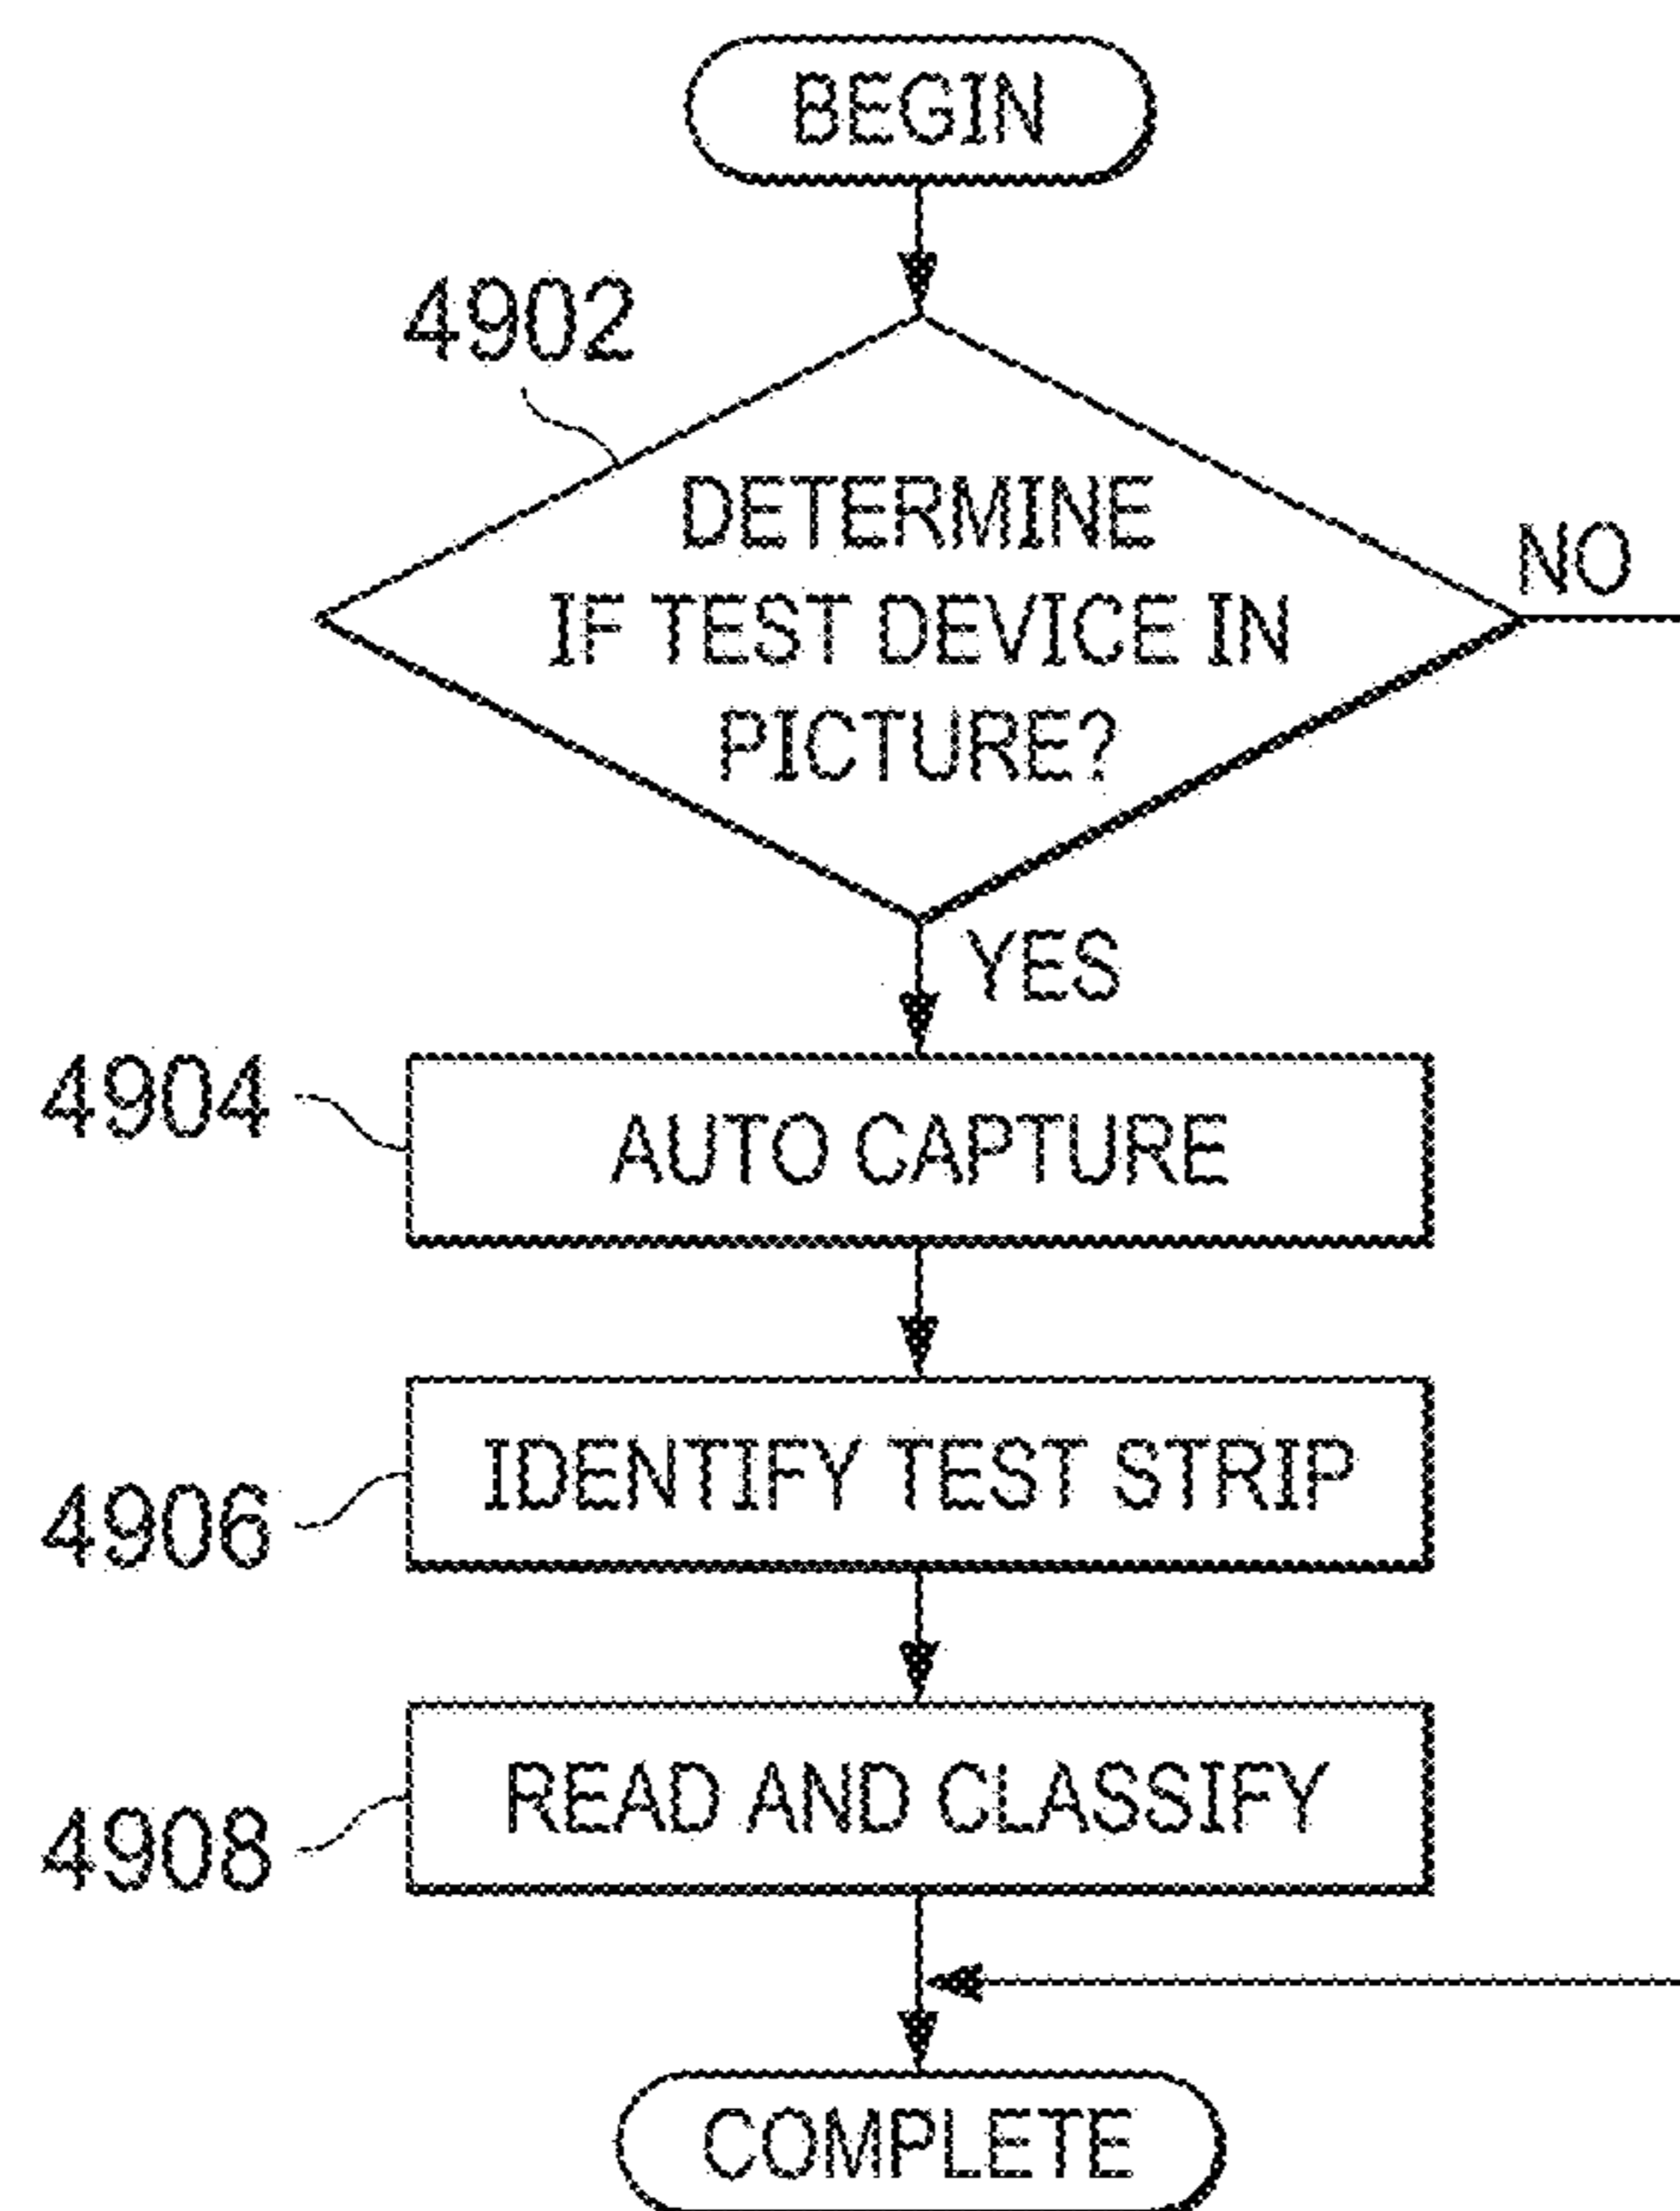 BEGIN
4902
DETERMINE
IF TEST DEVICE IN
PICTURE?
NO
YES
4904
AUTO CAPTURE
4906
IDENTIFY TEST STRIP
4908
READ AND CLASSIFY
COMPLETE